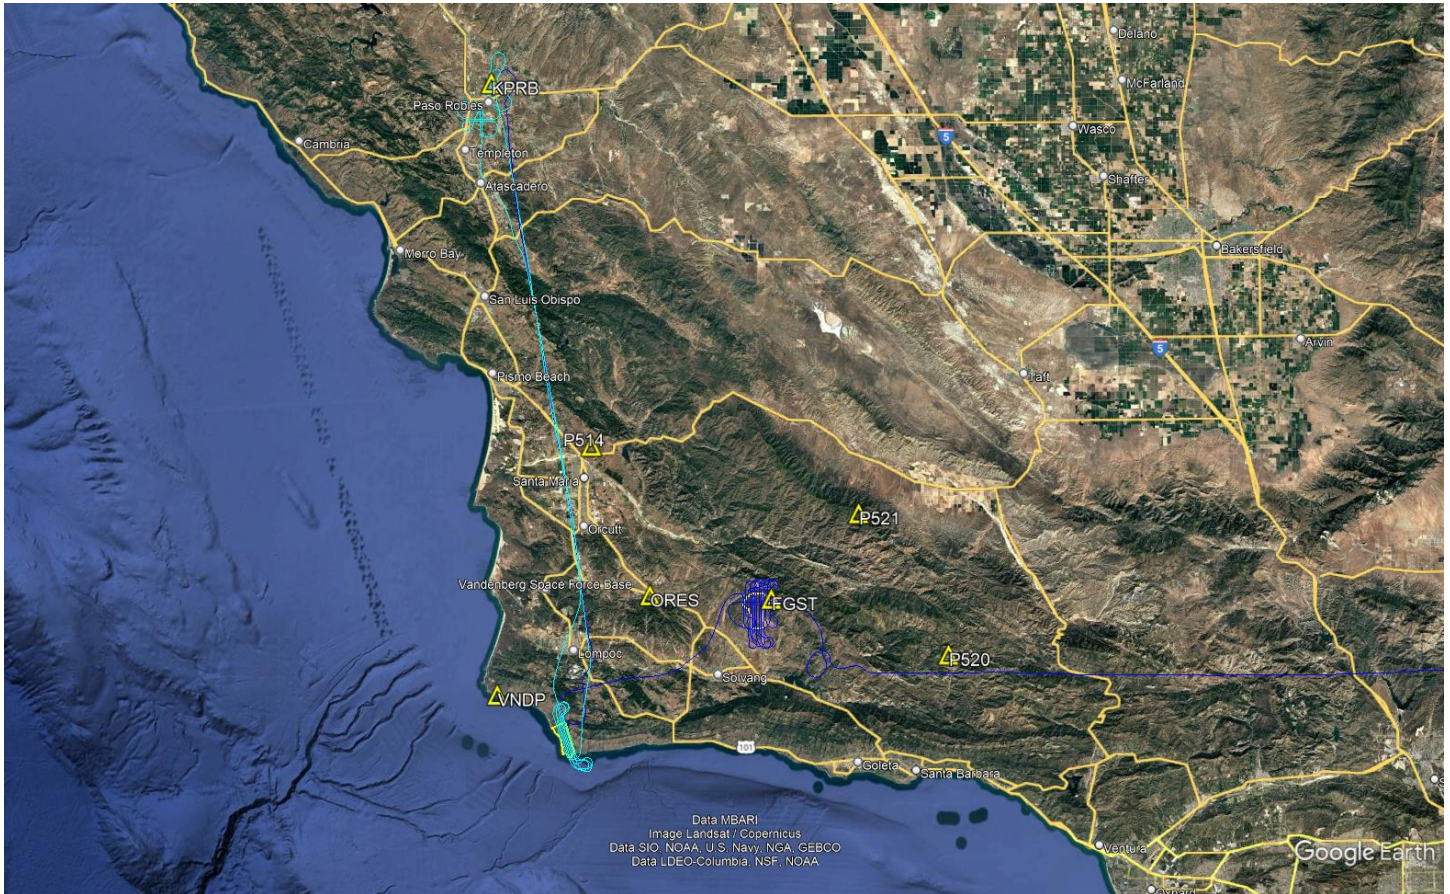 Delano
McFarland
KPRB
Paso Robles
Wasco
5
Cambria
Templeton
Shafter
Atascadero
Bakersfield
Morro Bay
San Luis Obispo
Arvin
5
Pismo Beach
Taft
P514
Santa Maria
P521
Orcutt
Vandenberg Space Force Base
ORES
FGST
Lompoc
P520
Solvang
VNDP
101
Goleta
Santa Barbara
Data MBARI
Image Landsat / Copernicus
Data SIO, NOAA, U.S. Navy, NGA, GEBCO
Data LDEO-Columbia, NSF, NOAA
Ventura
Google Earth